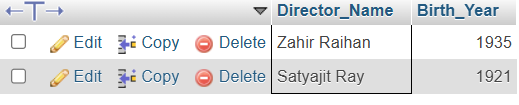 Director_Name Birth_Year
Edit Copy Delete Zahir Raihan 1935
Edit Copy Delete Satyajit Ray 1921